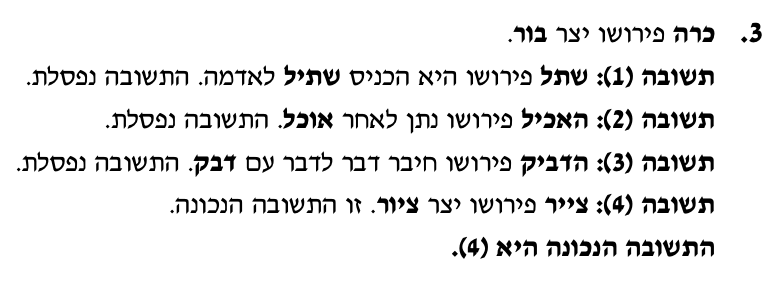 3. כרה פירושו יצר בור.
תשובה (1): שתל פירושו היא הכניס שתיל לאדמה. התשובה נפסלת.
תשובה (2): האכיל פירושו נתן לאחר אוכל. התשובה נפסלת.
תשובה (3): הדביק פירושו חיבר דבר לדבר עם דבק. התשובה נפסלת.
תשובה (4): צייר פירושו יצר ציור. זו התשובה הנכונה.
התשובה הנכונה היא (4).